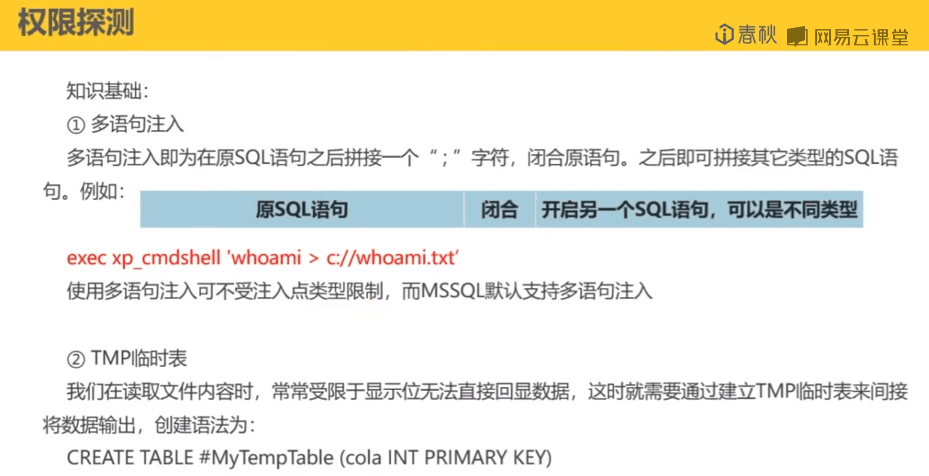 权限探测
i春秋 网易云课堂
知识基础：
① 多语句注入
多语句注入即为在原SQL语句之后拼接一个“ ; ”字符，闭合原语句。之后即可拼接其它类型的SQL语
句。例如：
原SQL语句 闭合 开启另一个SQL语句，可以是不同类型
exec xp_cmdshell 'whoami > c://whoami.txt’
使用多语句注入可不受注入点类型限制，而MSSQL默认支持多语句注入
② TMP临时表
我们在读取文件内容时，常常受限于显示位无法直接回显数据，这时就需要通过建立TMP临时表来间接
将数据输出，创建语法为：
CREATE TABLE #MyTempTable (cola INT PRIMARY KEY)